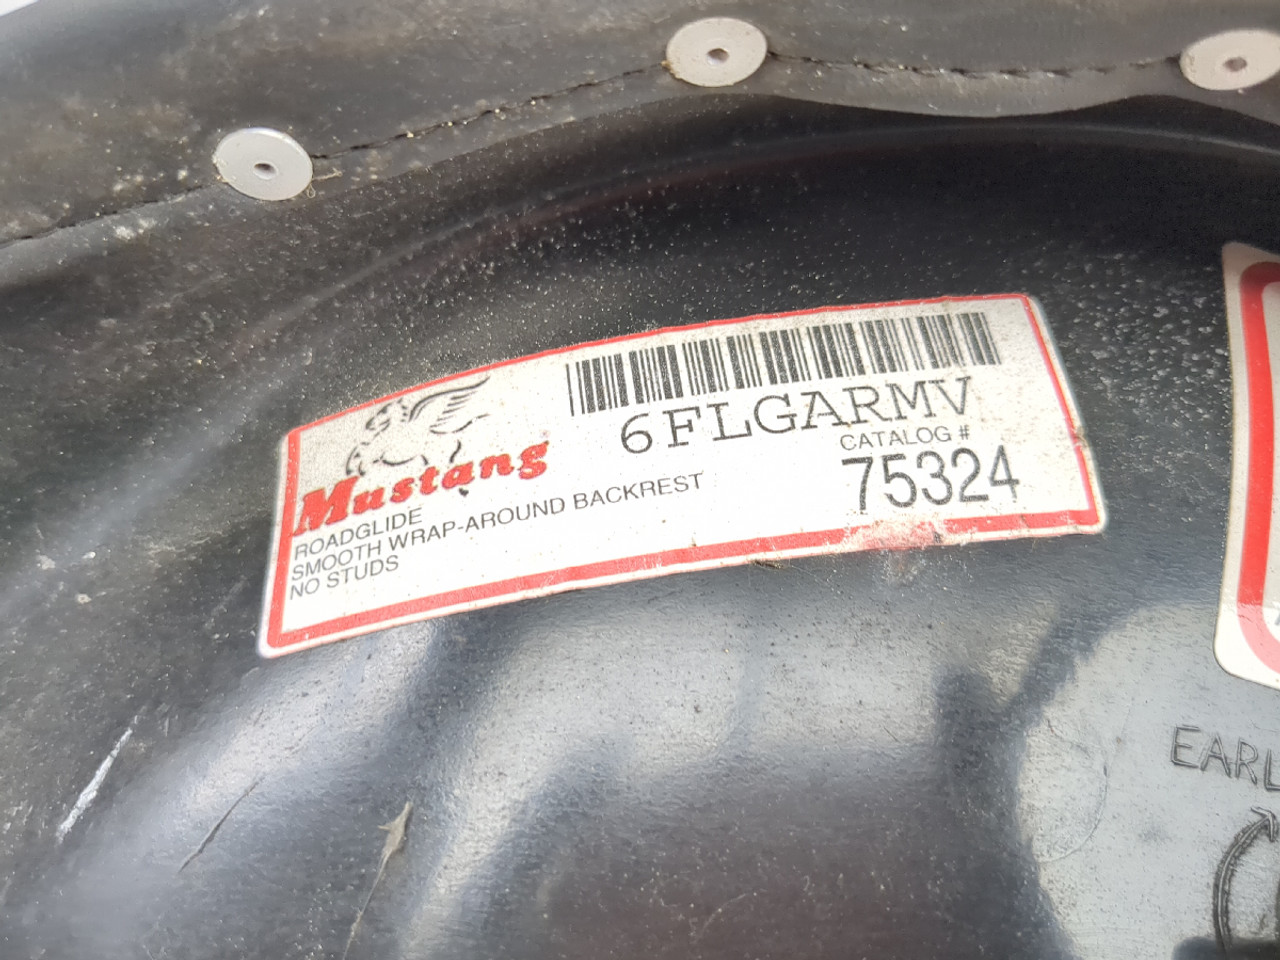 6FLGARMV
CATALOG #
75324
Mustang
ROADGLIDE
SMOOTH WRAP-AROUND BACKREST
NO STUDS
EARL